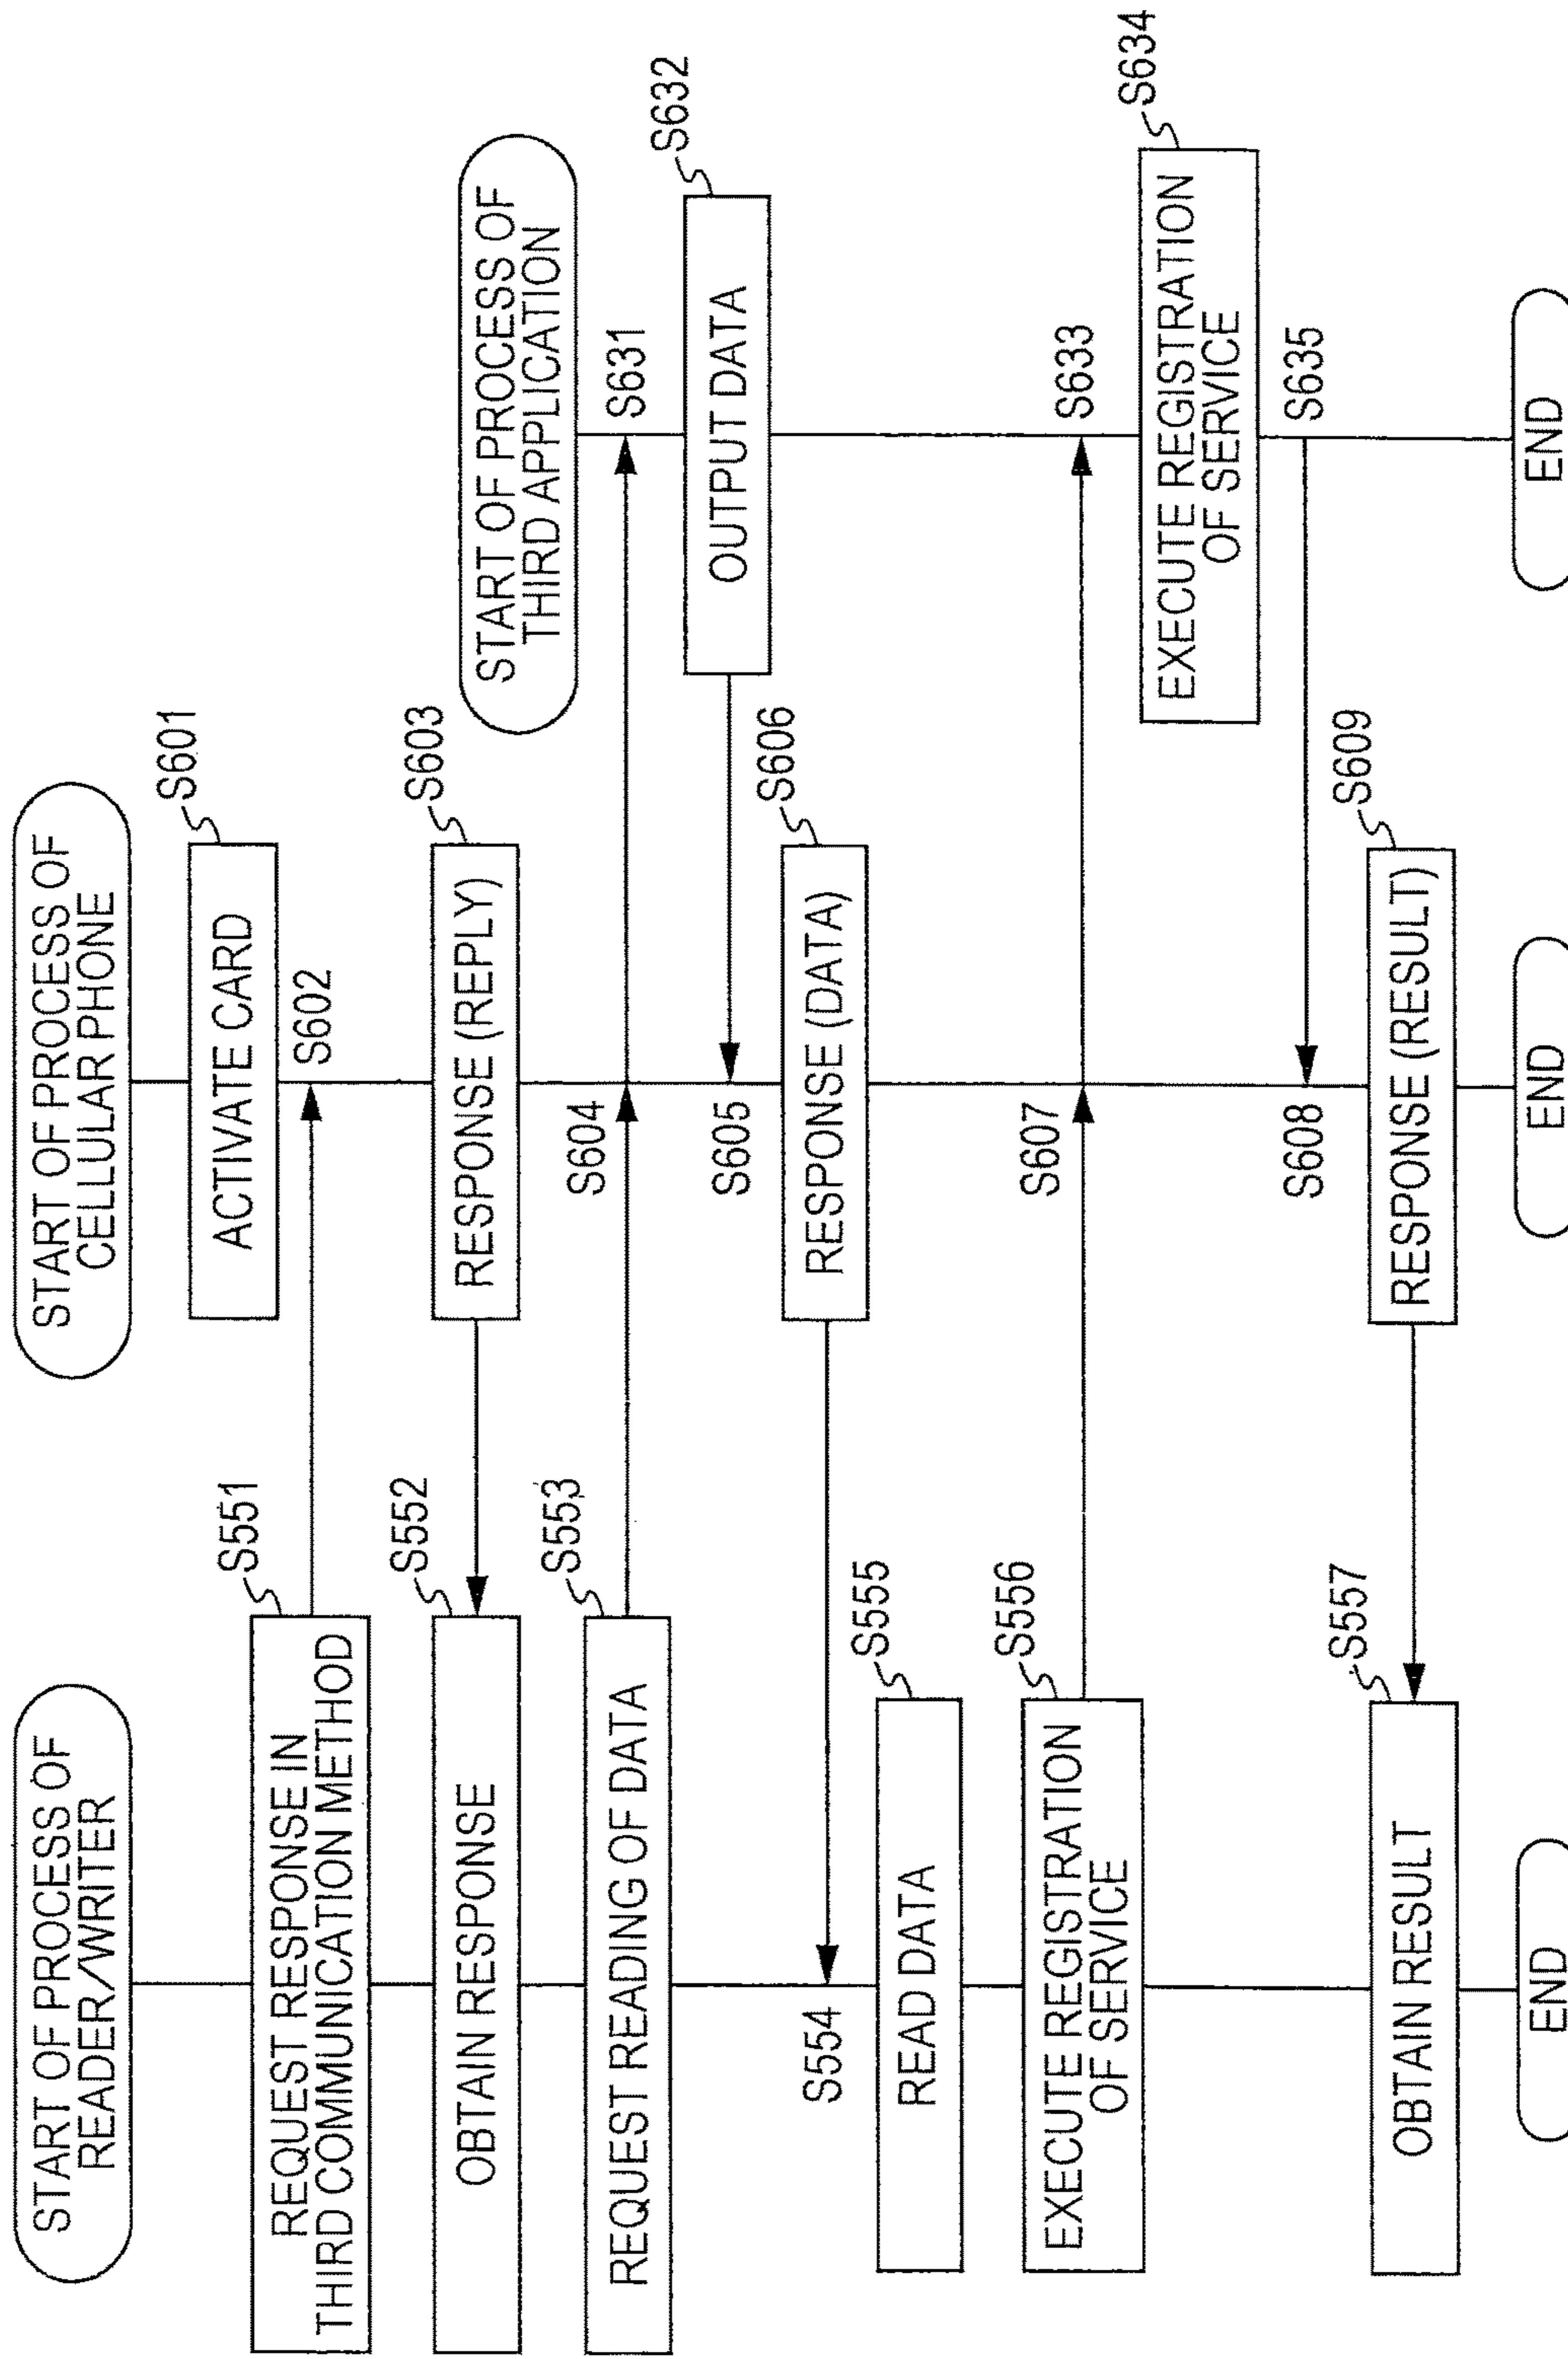 START OF PROCESS OF
READER/WRITER
S551
REQUEST RESPONSE IN
THIRD COMMUNICATION METHOD
S552
OBTAIN RESPONSE
S553
REQUEST READING OF DATA
S554
S555
READ DATA
S556
EXECUTE REGISTRATION
OF SERVICE
S557
OBTAIN RESULT
END
START OF PROCESS OF
CELLULAR PHONE
S601
ACTIVATE CARD
S602
S603
RESPONSE (REPLY)
S604
S605
S606
RESPONSE (DATA)
S607
S608
S609
RESPONSE (RESULT)
END
START OF PROCESS OF
THIRD APPLICATION
S631
S632
OUTPUT DATA
S633
S634
EXECUTE REGISTRATION
OF SERVICE
S635
END